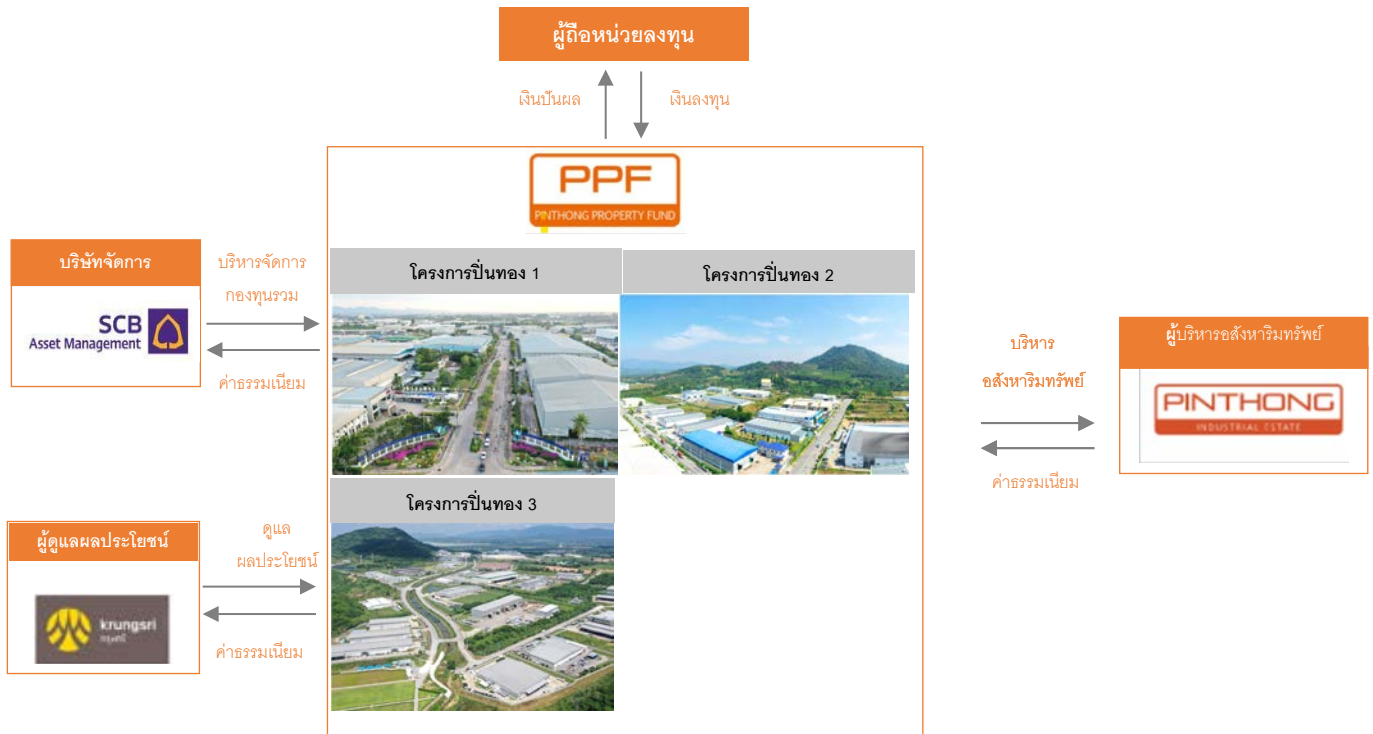 ผู้ถือหน่วยลงทุน
เงินปันผล
เงินลงทุน
PPF
PINTHONG PROPERTY FUND
บริษัทจัดการ
SCB
Asset Management
บริหารจัดการ
กองทุนรวม
ค่าธรรมเนียม
โครงการปิ่นทอง 1
โครงการปิ่นทอง 2
บริหาร
อสังหาริมทรัพย์
ค่าธรรมเนียม
ผู้บริหารอสังหาริมทรัพย์
PINTHONG
INDUSTRIAL ESTATE
โครงการปิ่นทอง 3
ผู้ดูแลผลประโยชน์
krungsri
กรุงศรี
ดูแล
ผลประโยชน์
ค่าธรรมเนียม